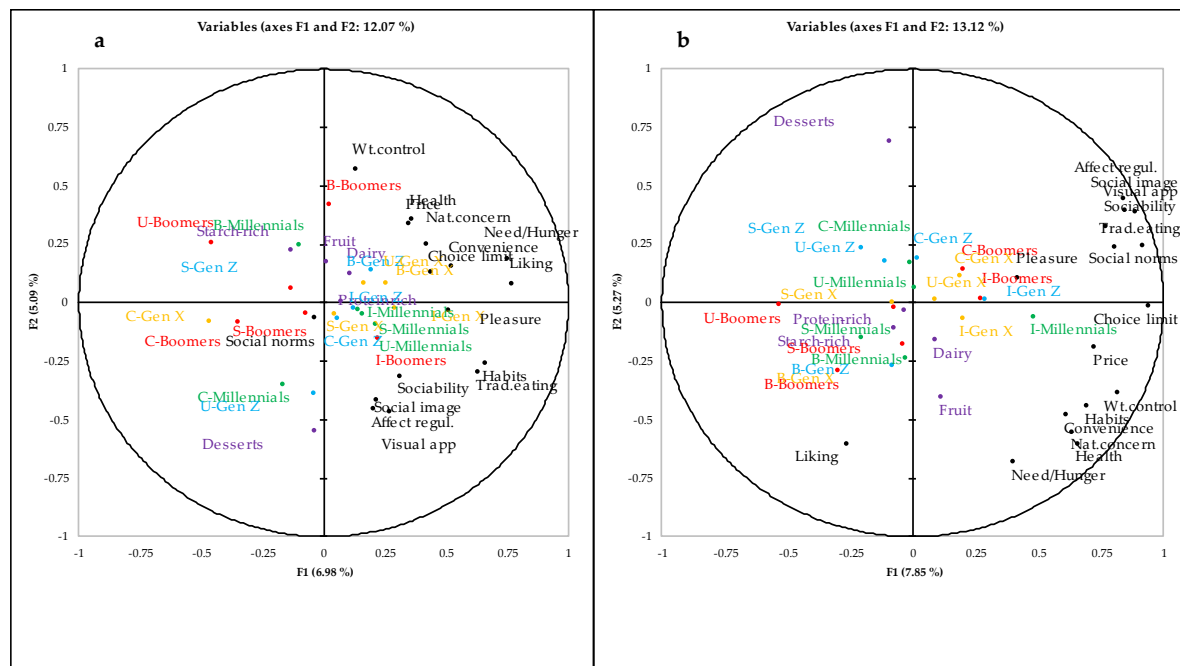 Variables (axes F1 and F2: 12.07 %)
a
1
0.75
Wt.control
0.5
B-Boomers
Health
Price
U-Boomers
B-Millennials
Nat.concern
Starch-rich
Fruit
Need/Hunger
0.25
Dairy
Convenience
S-Gen Z
B-Gen Z
U-Gen X
Choice limit
B-Gen X
Liking
I-Gen Z
0
Proteinrich
C-Gen X
I-Millennials
I-Gen X
Pleasure
S-Boomers
S-Gen X
S-Millennials
C-Boomers
Social norms
C-Gen Z
U-Millennials
I-Boomers
-0.25
Habits
C-Millennials
Sociability
Trad.eating
U-Gen Z
Social image
-0.5
Affect regul.
Desserts
Visual app
-0.75
-1
-1
-0.75
-0.5
-0.25
0
0.25
0.5
0.75
1
F2 (5.09 %)
F1 (6.98 %)
Variables (axes F1 and F2: 13.12 %)
b
1
Desserts
0.75
Affect regul.
Social image
0.5
Visual app
Sociability
S-Gen Z
C-Millennials
Trad.eating
U-Gen Z
C-Gen Z
0.25
C-Boomers
C-Gen X
Pleasure
Social norms
U-Millennials
U-Gen X
I-Boomers
S-Gen X
I-Gen Z
0
U-Boomers
Protein-rich
Choice limit
S-Millennials
I-Gen X
I-Millennials
Starch-rich
S-Boomers
Dairy
Price
B-Millennials
-0.25
B-Gen Z
B-Gen X
B-Boomers
Fruit
Wt.control
Habits
-0.5
Convenience
Nat.concern
Liking
Health
Need/Hunger
-0.75
-1
-1
-0.75
-0.5
-0.25
0
0.25
0.5
0.75
1
F2 (5.27 %)
F1 (7.85 %)